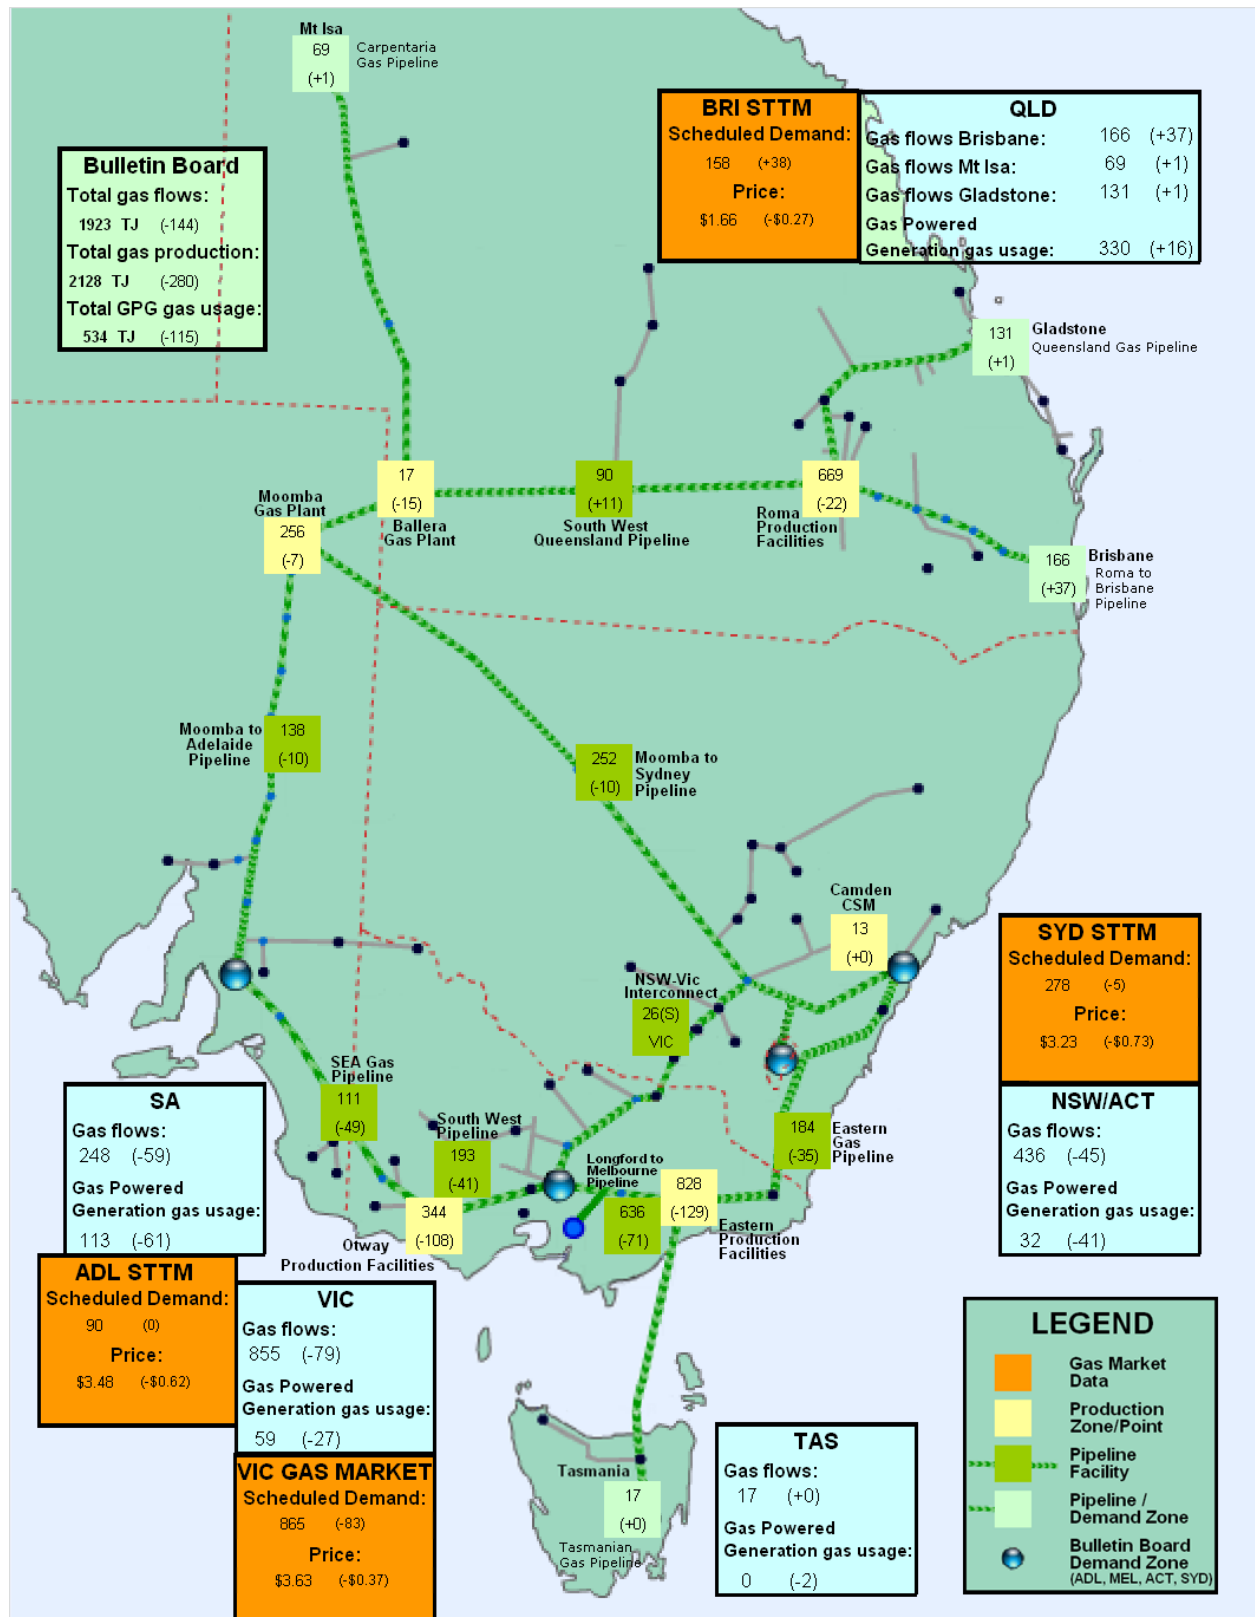 Mt Isa
69
(+1)
Carpentaria
Gas Pipeline
BRI STTM
Scheduled Demand:
158 (+38)
Price:
$1.66 (-$0.27)
QLD
Gas flows Brisbane: 166 (+37)
Gas flows Mt Isa: 69 (+1)
Gas flows Gladstone: 131 (+1)
Gas Powered
Generation gas usage: 330 (+16)
Bulletin Board
Total gas flows:
1923 TJ (-144)
Total gas production:
2128 TJ (-280)
Total GPG gas usage:
534 TJ (-115)
131
(+1)
Gladstone
Queensland Gas Pipeline
Moomba
Gas Plant
256
(-7)
17
(-15)
Ballera
Gas Plant
90
(+11)
South West
Queensland Pipeline
669
(-22)
Roma
Production
Facilities
166
(+37)
Brisbane
Roma to
Brisbane
Pipeline
Moomba to
Adelaide
Pipeline
138
(-10)
252
(-10)
Moomba to
Sydney
Pipeline
Camden
CSM
13
(+0)
NSW-Vic
Interconnect
26(S)
VIC
SYD STTM
Scheduled Demand:
278 (-5)
Price:
$3.23 (-$0.73)
NSW/ACT
Gas flows:
436 (-45)
Gas Powered
Generation gas usage:
32 (-41)
SEA Gas
Pipeline
111
(-49)
South West
Pipeline
193
(-41)
Longford to
Melbourne
Pipeline
636
(-71)
828
(-129)
Eastern
Production
Facilities
184
(-35)
Eastern
Gas
Pipeline
344
(-108)
Otway
Production Facilities
SA
Gas flows:
248 (-59)
Gas Powered
Generation gas usage:
113 (-61)
ADL STTM
Scheduled Demand:
90 (0)
Price:
$3.48 (-$0.62)
VIC
Gas flows:
855 (-79)
Gas Powered
Generation gas usage:
59 (-27)
VIC GAS MARKET
Scheduled Demand:
865 (-83)
Price:
$3.63 (-$0.37)
Tasmania
17
(+0)
Tasmanian
Gas Pipeline
TAS
Gas flows:
17 (+0)
Gas Powered
Generation gas usage:
0 (-2)
LEGEND
Gas Market
Data
Production
Zone/Point
Pipeline
Facility
Pipeline /
Demand Zone
Bulletin Board
Demand Zone
(ADL, MEL, ACT, SYD)